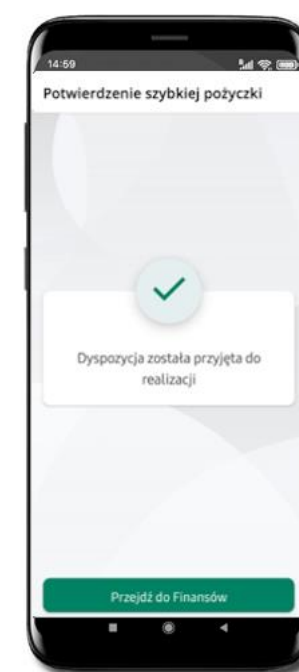 14:59
Potwierdzenie szybkiej pożyczki
Dyspozycja została przyjęta do
realizacji
Przejdź do Finansów